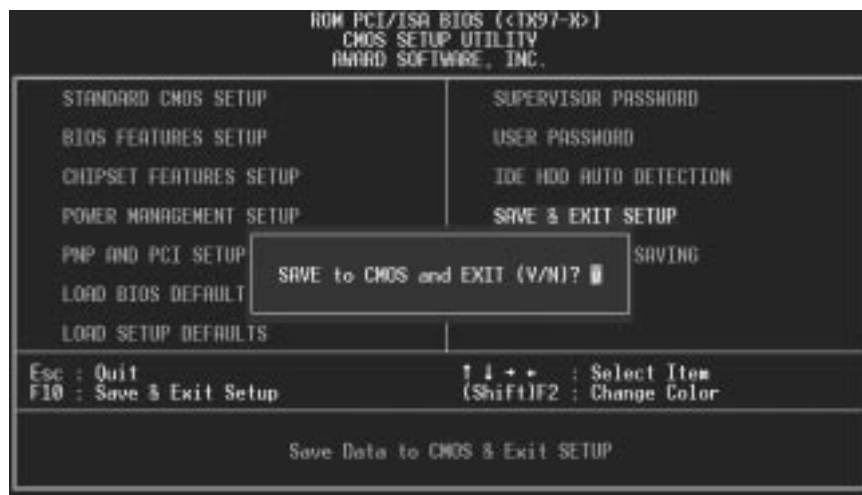 ROM PCI/ISA BIOS (<TX97-X>)
CMOS SETUP UTILITY
AWARD SOFTWARE, INC.
STANDARD CMOS SETUP
BIOS FEATURES SETUP
CHIPSET FEATURES SETUP
POWER MANAGEMENT SETUP
PNP AND PCI SETUP
LOAD BIOS DEFAULT
LOAD SETUP DEFAULTS
SUPERVISOR PASSWORD
USER PASSWORD
IDE HDD AUTO DETECTION
SAVE & EXIT SETUP
SAVING
SAVE to CMOS and EXIT (Y/N)?
Esc : Quit
F10 : Save & Exit Setup
↑ ↓ → ← : Select Item
(Shift)F2 : Change Color
Save Data to CMOS & Exit SETUP